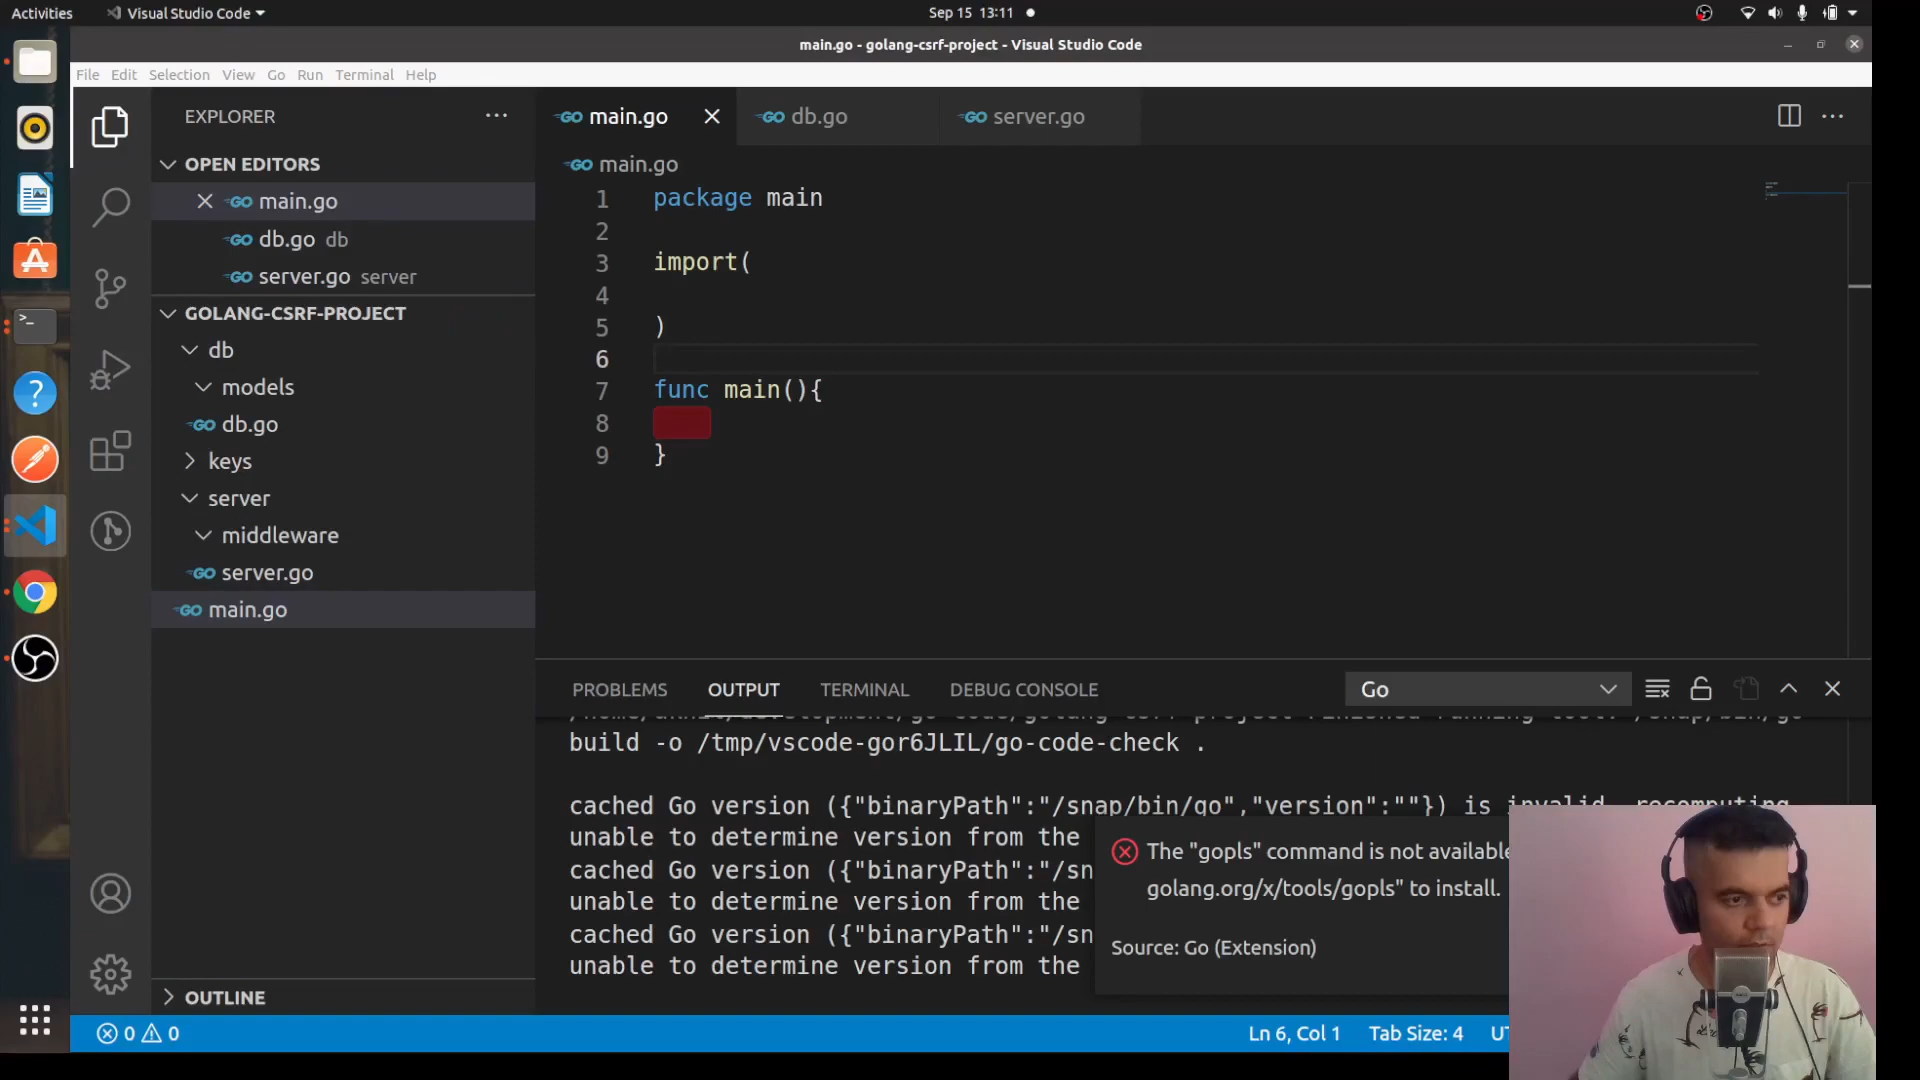 Activities
Visual Studio Code
Sep 15 13:11
main.go - golang-csrf-project - Visual Studio Code
File Edit Selection View Go Run Terminal Help
EXPLORER
OPEN EDITORS
main.go
db.go db
server.go server
GOLANG-CSRF-PROJECT
db
models
db.go
keys
server
middleware
server.go
main.go
OUTLINE
main.go
db.go
server.go
main.go
1 package main
2
3 import(
4
5 )
6
7 func main(){
8
9 }
PROBLEMS OUTPUT TERMINAL DEBUG CONSOLE
Go
build -o /tmp/vscode-gor6JLIL/go-code-check .
cached Go version ({"binaryPath":"/snap/bin/go","version":""}) is invalid, recomputing
unable to determine version from the
cached Go version ({"binaryPath":"/sn
unable to determine version from the
cached Go version ({"binaryPath":"/sn
unable to determine version from the
The "gopls" command is not available
golang.org/x/tools/gopls" to install.
Source: Go (Extension)
0 0
Ln 6, Col 1
Tab Size: 4